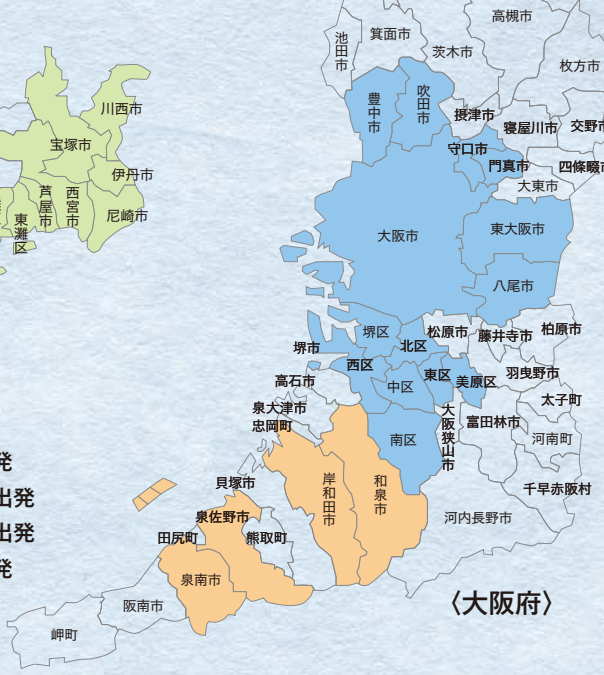 高槻市
箕面市
池田市
茨木市
枚方市
豊中市
吹田市
摂津市
寝屋川市
交野市
守口市
門真市
四條畷市
大東市
川西市
宝塚市
伊丹市
芦屋市
西宮市
尼崎市
東灘区
大阪市
東大阪市
八尾市
堺区
松原市
藤井寺市
柏原市
堺市
北区
西区
中区
東区
美原区
羽曳野市
高石市
太子町
泉大津市
忠岡町
大阪狭山市
富田林市
南区
河南町
貝塚市
岸和田市
和泉市
千早赤阪村
泉佐野市
河内長野市
田尻町
熊取町
泉南市
阪南市
岬町
発
出発
出発
発
〈大阪府〉